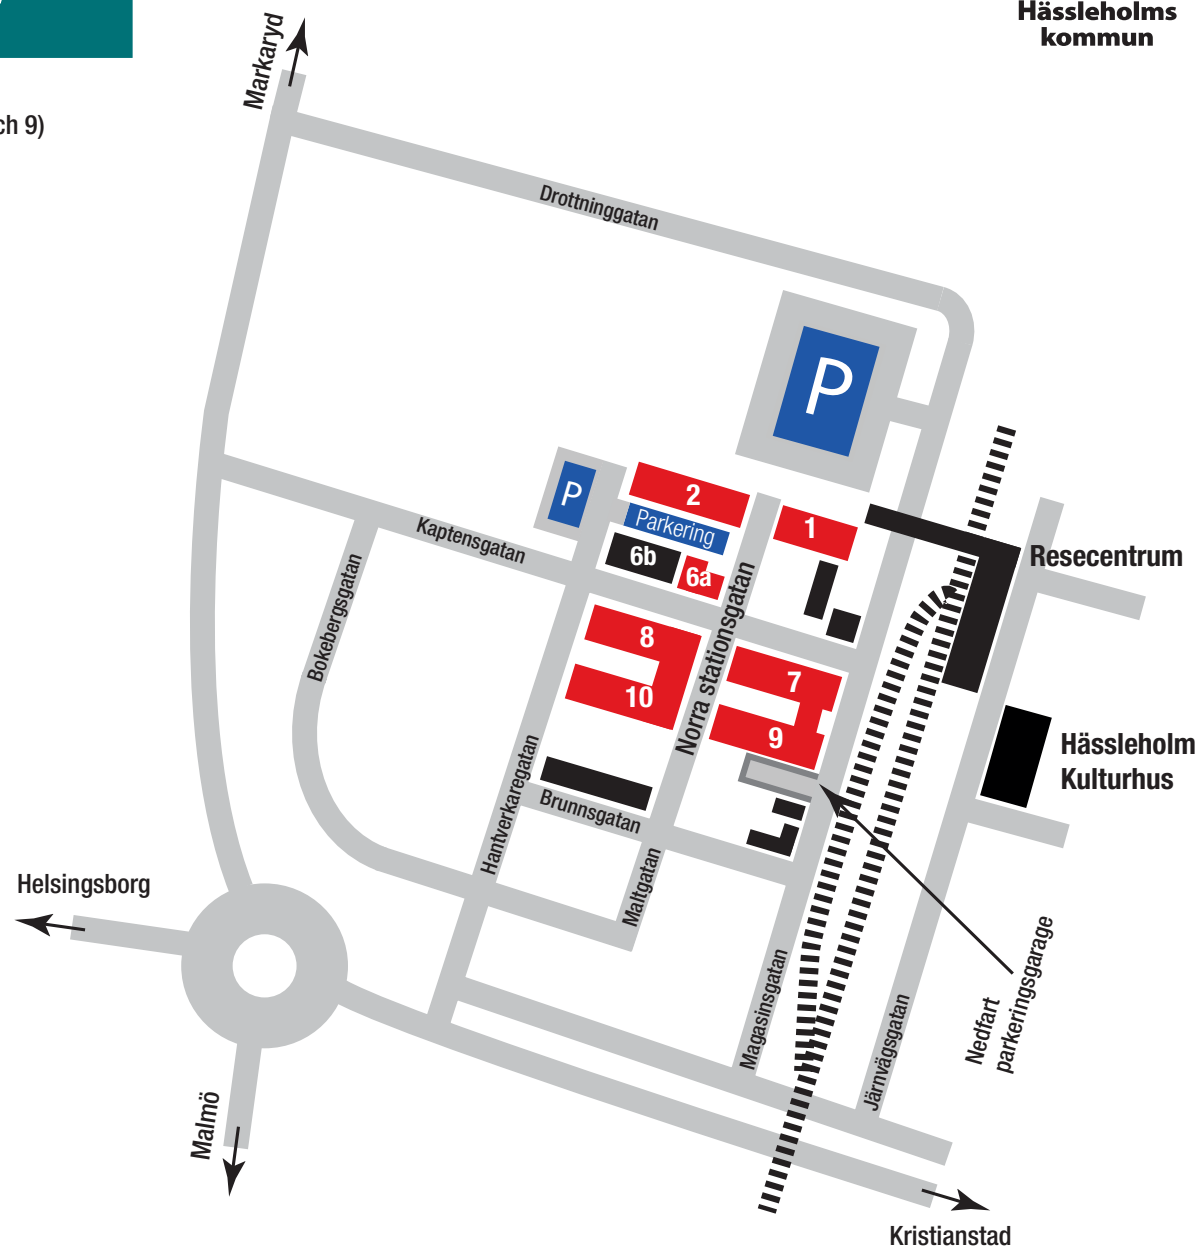 Hässleholms
kommun
Markaryd
ch 9)
Drottninggatan
P
P
2
Parkering
1
6b
6a
Kaptensgatan
Resecentrum
Bokebergsgatan
Norra stationsgatan
8
10
7
9
Hässleholm
Kulturhus
Hantverkaregatan
Brunnsgatan
Maltgatan
Helsingsborg
Magasinsgatan
Järnvägsgatan
Nedfart
parkeringsgarage
Malmö
Kristianstad